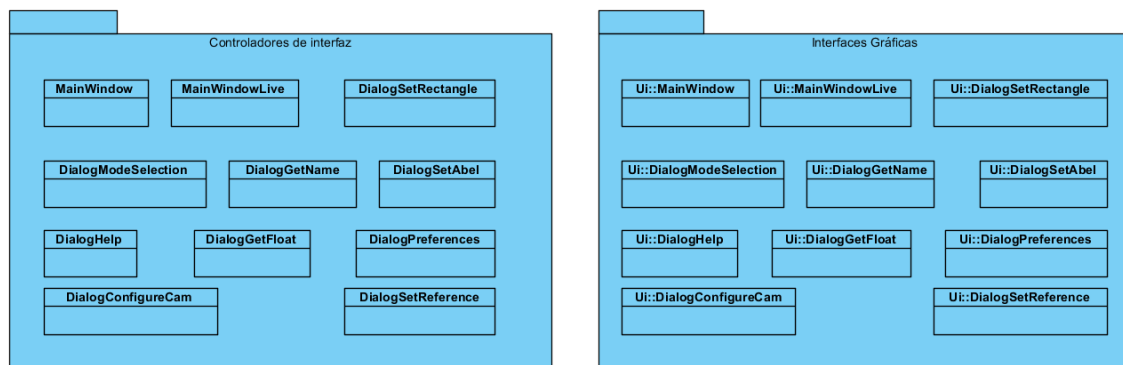 Controladores de interfaz
MainWindow
MainWindowLive
DialogSetRectangle
DialogModeSelection
DialogGetName
DialogSetAbel
DialogHelp
DialogGetFloat
DialogPreferences
DialogConfigureCam
DialogSetReference
Interfaces Gráficas
Ui::MainWindow
Ui::MainWindowLive
Ui::DialogSetRectangle
Ui::DialogModeSelection
Ui::DialogGetName
Ui::DialogSetAbel
Ui::DialogHelp
Ui::DialogGetFloat
Ui::DialogPreferences
Ui::DialogConfigureCam
Ui::DialogSetReference